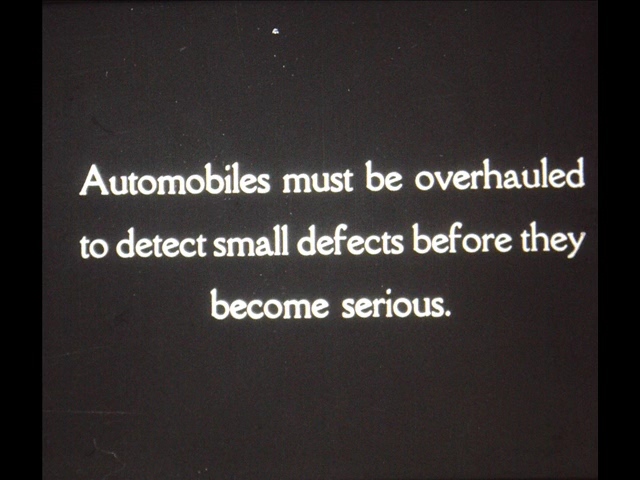 Automobiles must be overhauled
to detect small defects before they
become serious.